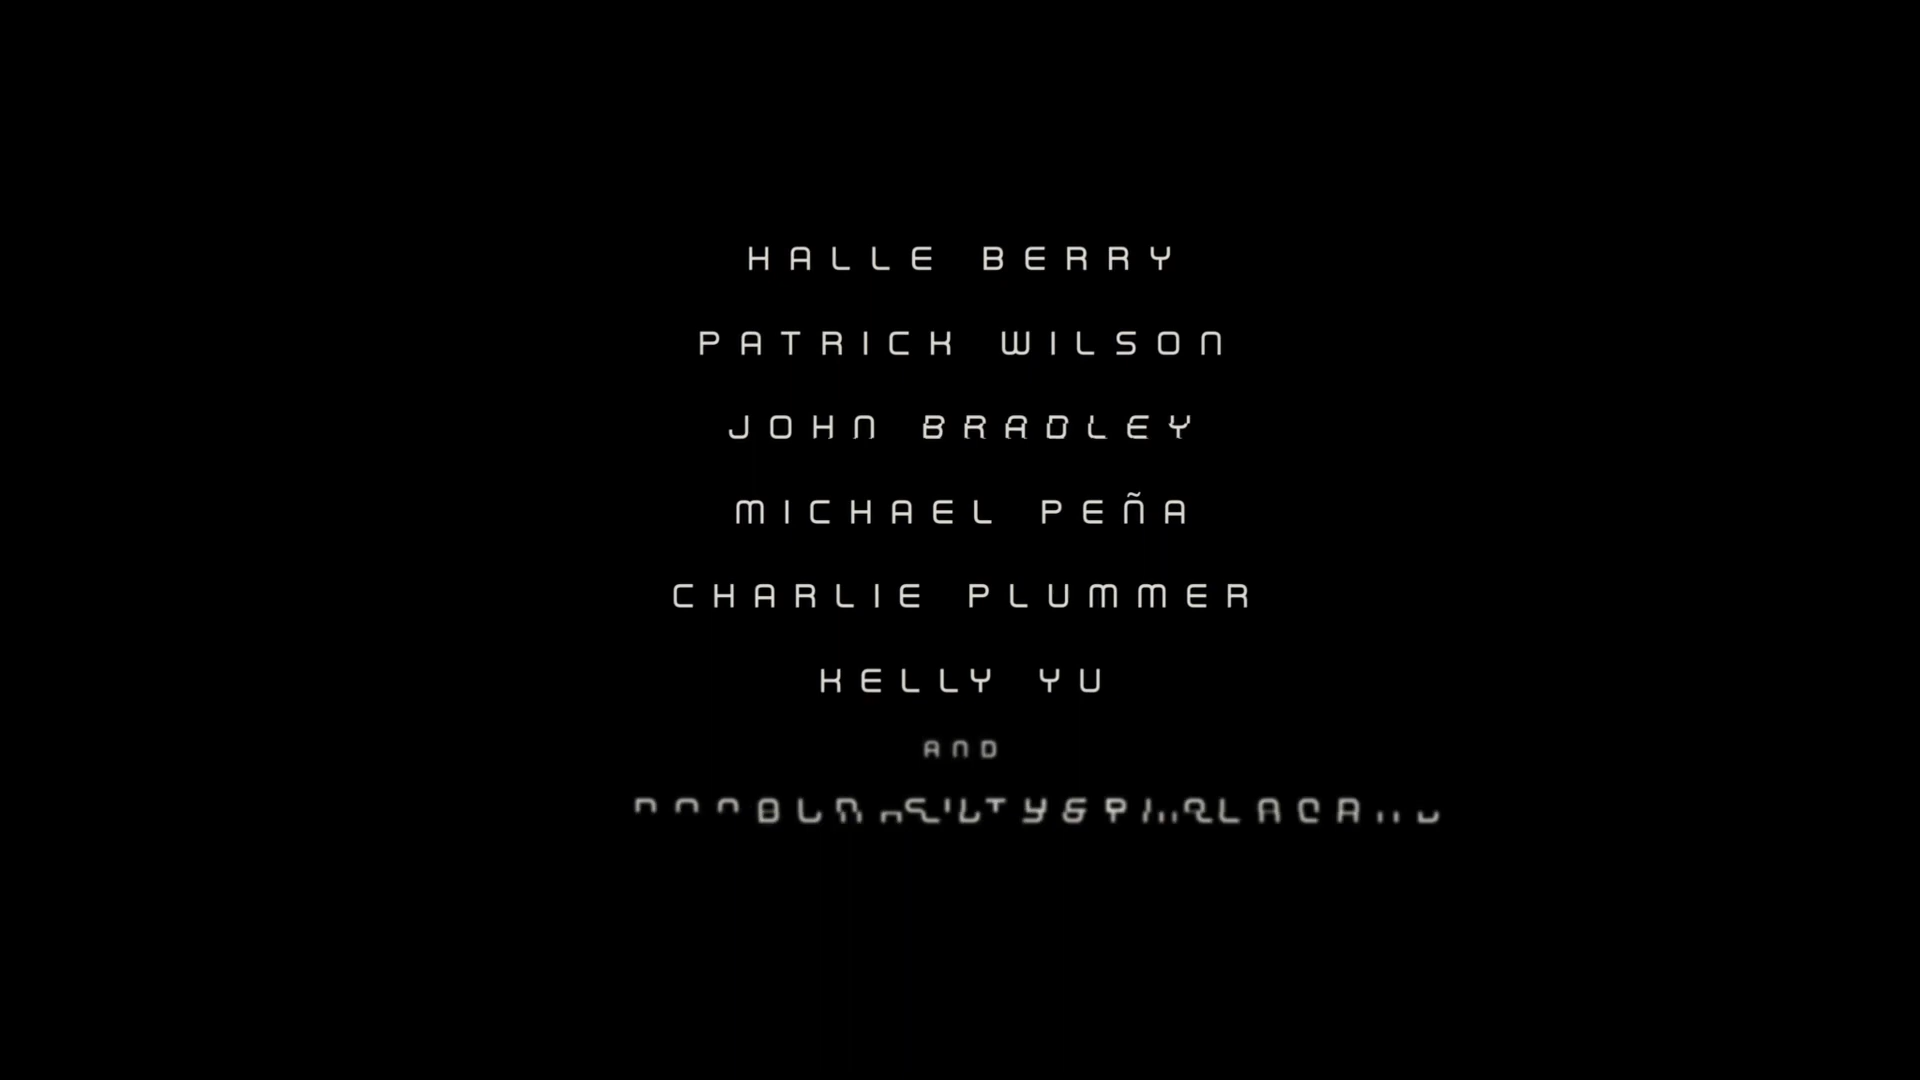 HALLE BERRY
PATRICK WILSON
JOHN BRADLEY
MICHAEL PEÑA
CHARLIE PLUMMER
KELLY YU
AND